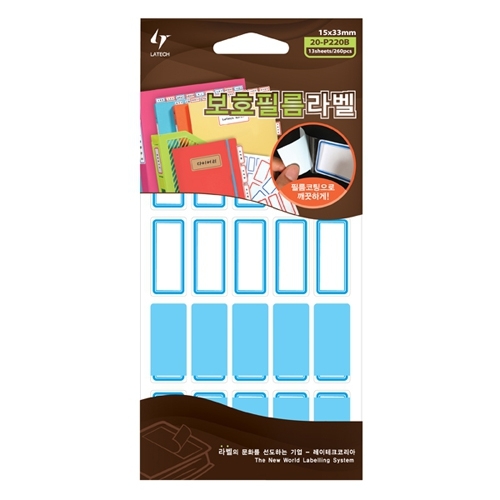 LATECH
15x33mm
20-P220B
13sheets/260pcs
보호필름라벨
필름코팅으로
깨끗하게!
라벨의 문화를 선도하는 기업 - 레이테크코리아
The New World Labelling System